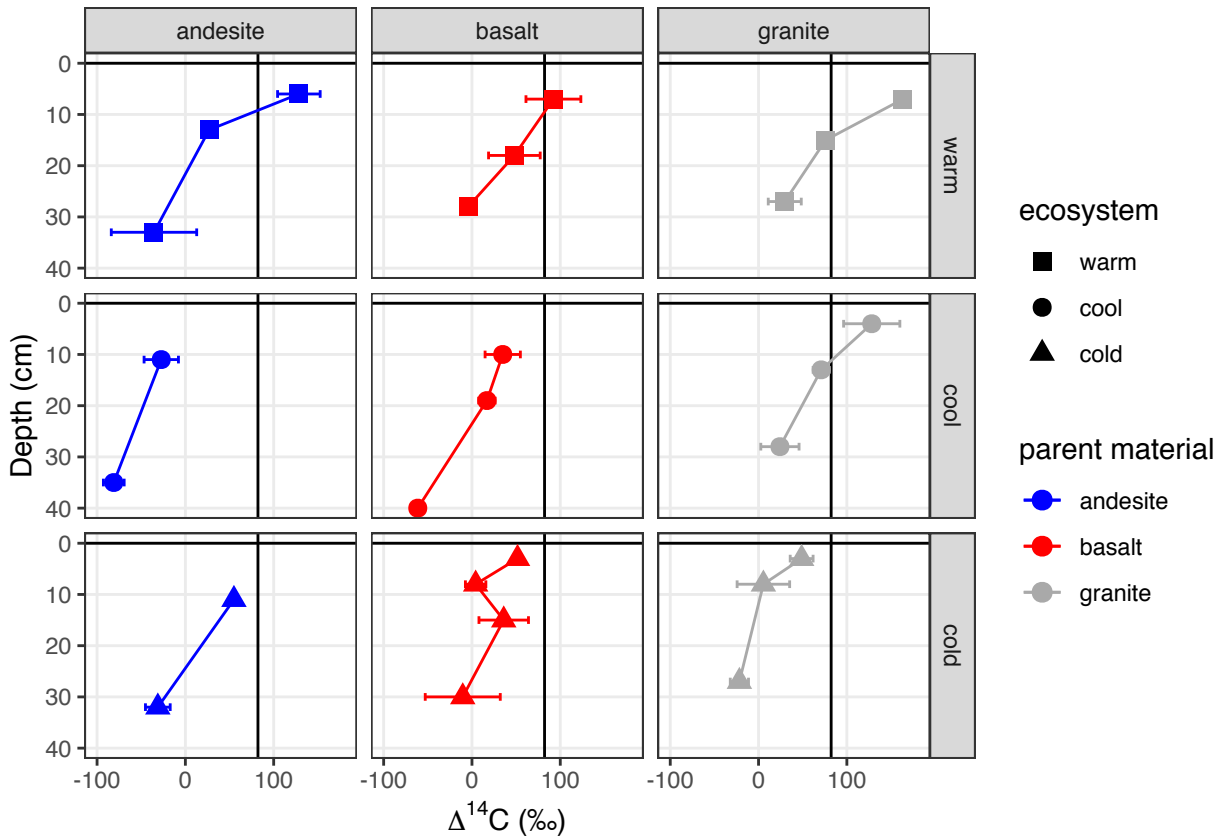 andesite
basalt
granite
0
10
20
30
40
warm
0
10
20
30
40
cool
0
10
20
30
40
cold
-100 0 100
-100 0 100
-100 0 100
Depth (cm)
Δ¹⁴C (‰)
ecosystem
warm
cool
cold
parent material
andesite
basalt
granite